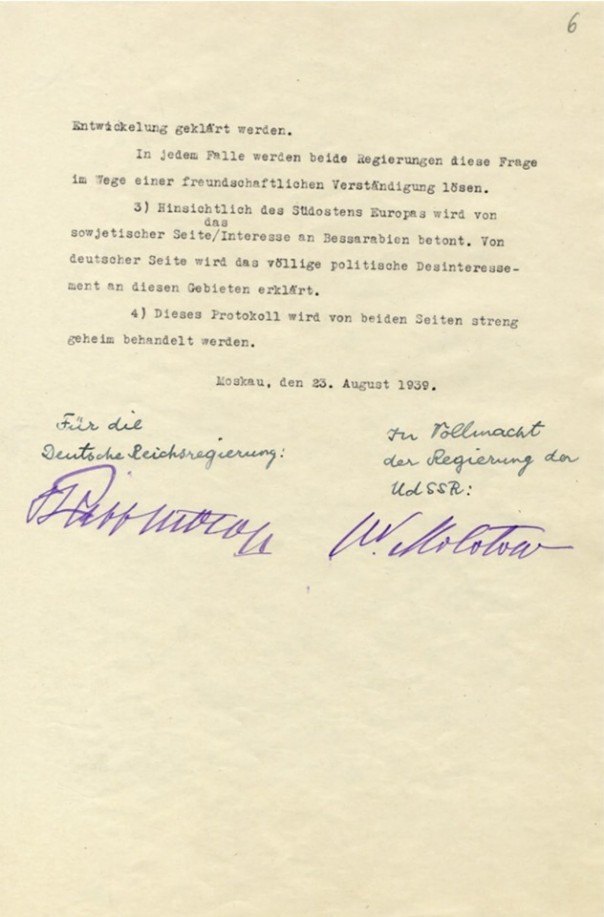 6
Entwickelung geklärt werden.
In jedem Falle werden beide Regierungen diese Frage
im Wege einer freundschaftlichen Verständigung lösen.
3) Hinsichtlich des Südostens Europas wird von
das
sowjetischer Seite/Interesse an Bessarabien betont. Von
deutscher Seite wird das völlige politische Desinteresse-
ment an diesen Gebieten erklärt.
4) Dieses Protokoll wird von beiden Seiten streng
geheim behandelt werden.
Moskau, den 23. August 1939.
Für die
Deutsche Reichsregierung:
In Vollmacht
der Regierung der
UdSSR:
Ribbentrop
W. Molotow